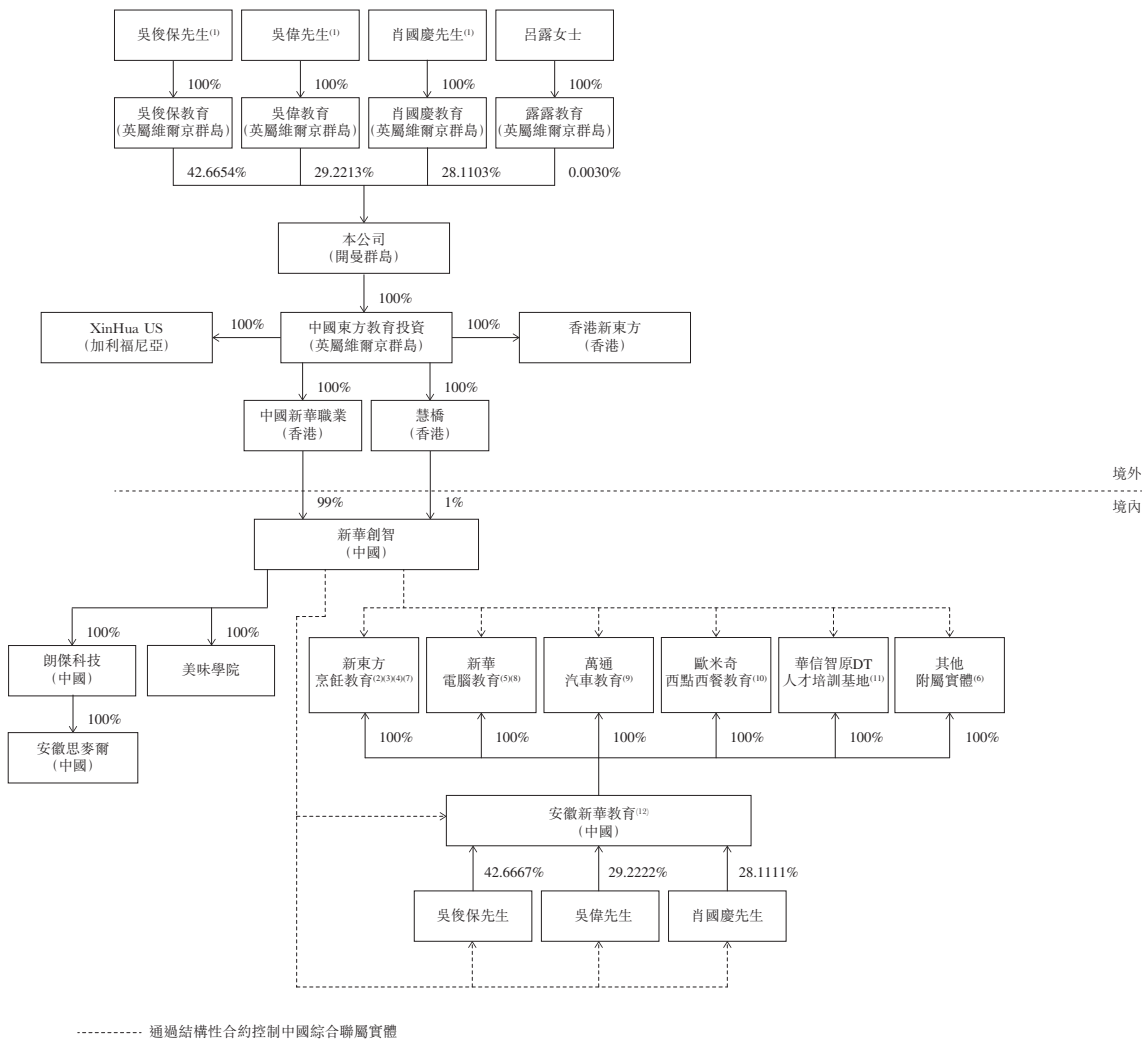 吳俊保先生(1)
吳偉先生(1)
肖國慶先生(1)
呂露女士
100%
100%
100%
100%
吳俊保教育
(英屬維爾京群島)
吳偉教育
(英屬維爾京群島)
肖國慶教育
(英屬維爾京群島)
露露教育
(英屬維爾京群島)
42.6654%
29.2213%
28.1103%
0.0030%
本公司
(開曼群島)
100%
XinHua US
(加利福尼亞)
100%
中國東方教育投資
(英屬維爾京群島)
100%
香港新東方
(香港)
100%
100%
中國新華職業
(香港)
慧橋
(香港)
境外
99%
1%
境內
新華創智
(中國)
100%
100%
朗傑科技
(中國)
美味學院
新東方
烹飪教育(2)(3)(4)(7)
新華
電腦教育(5)(8)
萬通
汽車教育(9)
歐米奇
西點西餐教育(10)
華信智原DT
人才培訓基地(11)
其他
附屬實體(6)
100%
安徽思麥爾
(中國)
100%
100%
100%
100%
100%
100%
安徽新華教育(12)
(中國)
42.6667%
29.2222%
28.1111%
吳俊保先生
吳偉先生
肖國慶先生
通過結構性合約控制中國綜合聯屬實體